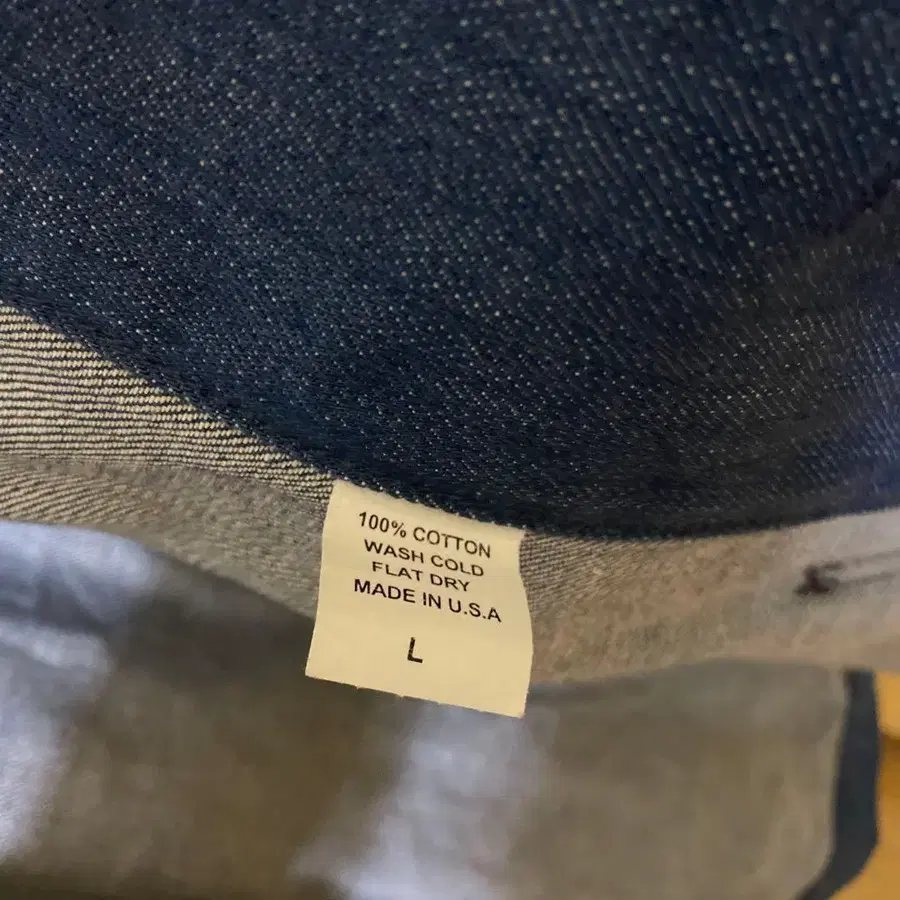 100% COTTON
WASH COLD
FLAT DRY
MADE IN U.S.A
L